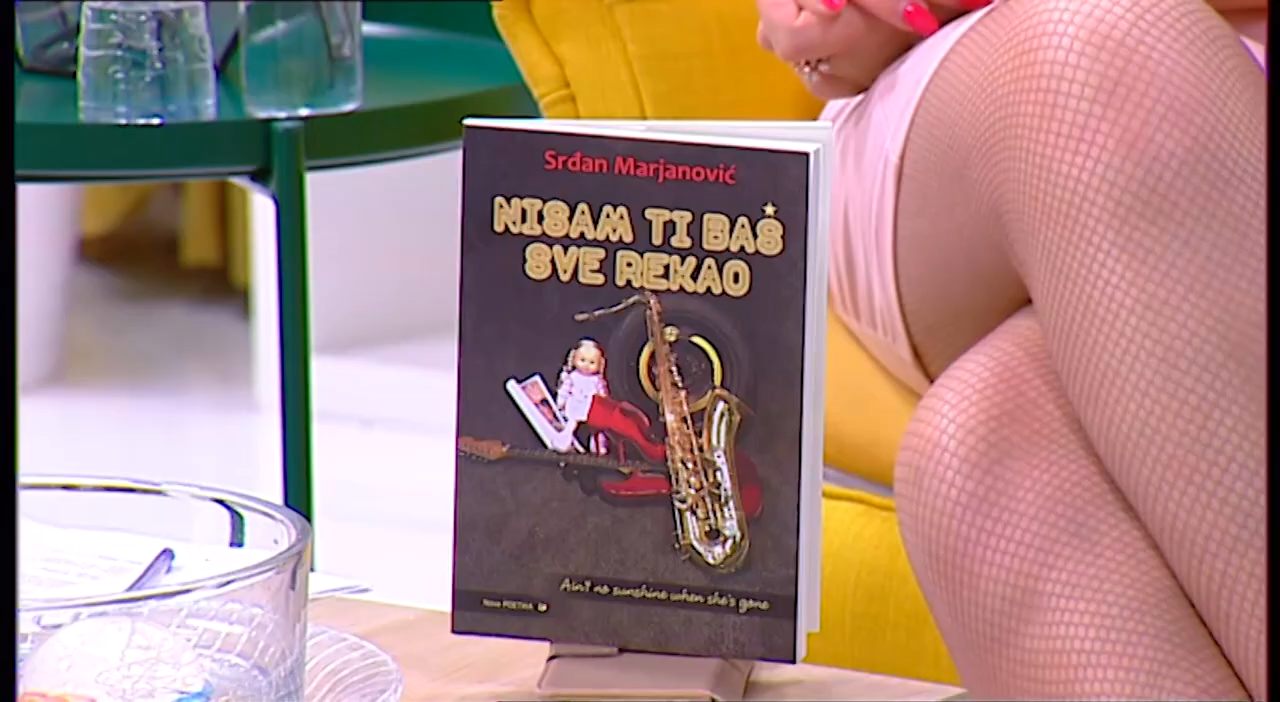 Srđan Marjanović
NISAM TI BAŠ
SVE REKAO
Ain't no sunshine when she's gone
Nova POETIKA